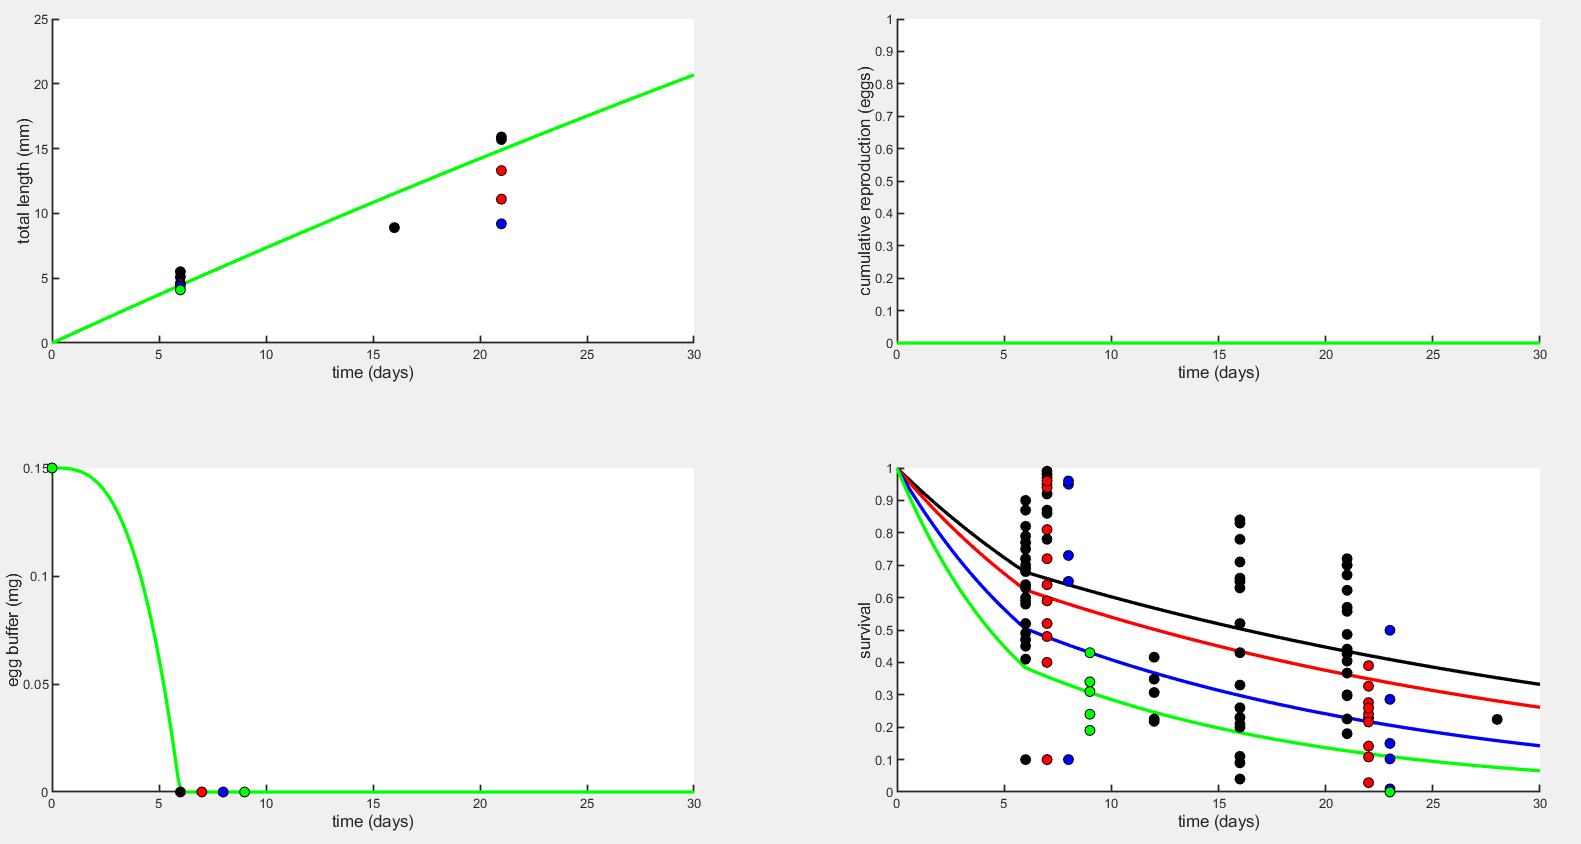 total length (mm)
25
20
15
10
5
0
0 5 10 15 20 25 30
time (days)
cumulative reproduction (eggs)
1
0.9
0.8
0.7
0.6
0.5
0.4
0.3
0.2
0.1
0
0 5 10 15 20 25 30
time (days)
egg buffer (mg)
0.15
0.1
0.05
0
0 5 10 15 20 25 30
time (days)
survival
1
0.9
0.8
0.7
0.6
0.5
0.4
0.3
0.2
0.1
0
0 5 10 15 20 25 30
time (days)